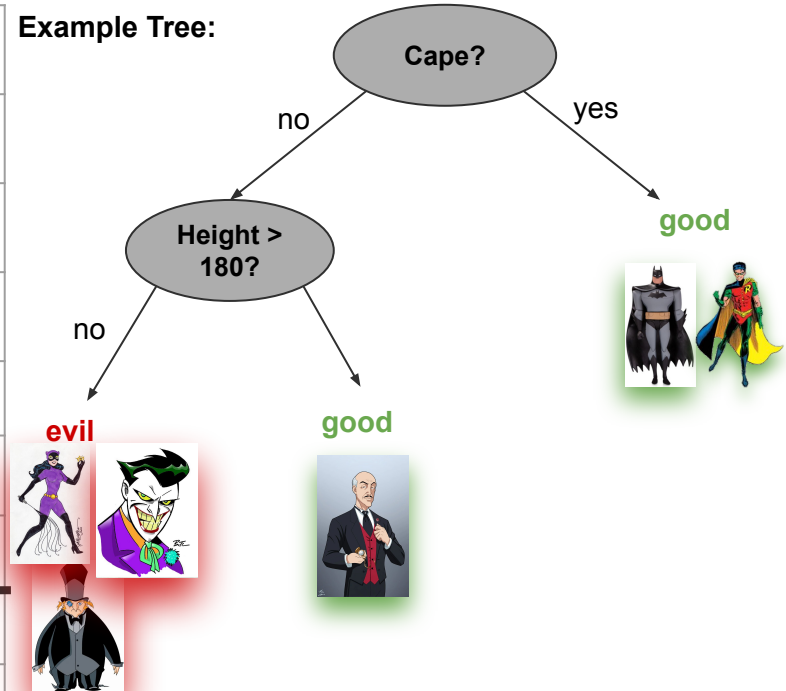 Example Tree:
Cape?
no
yes
Height >
180?
good
no
evil
good
R